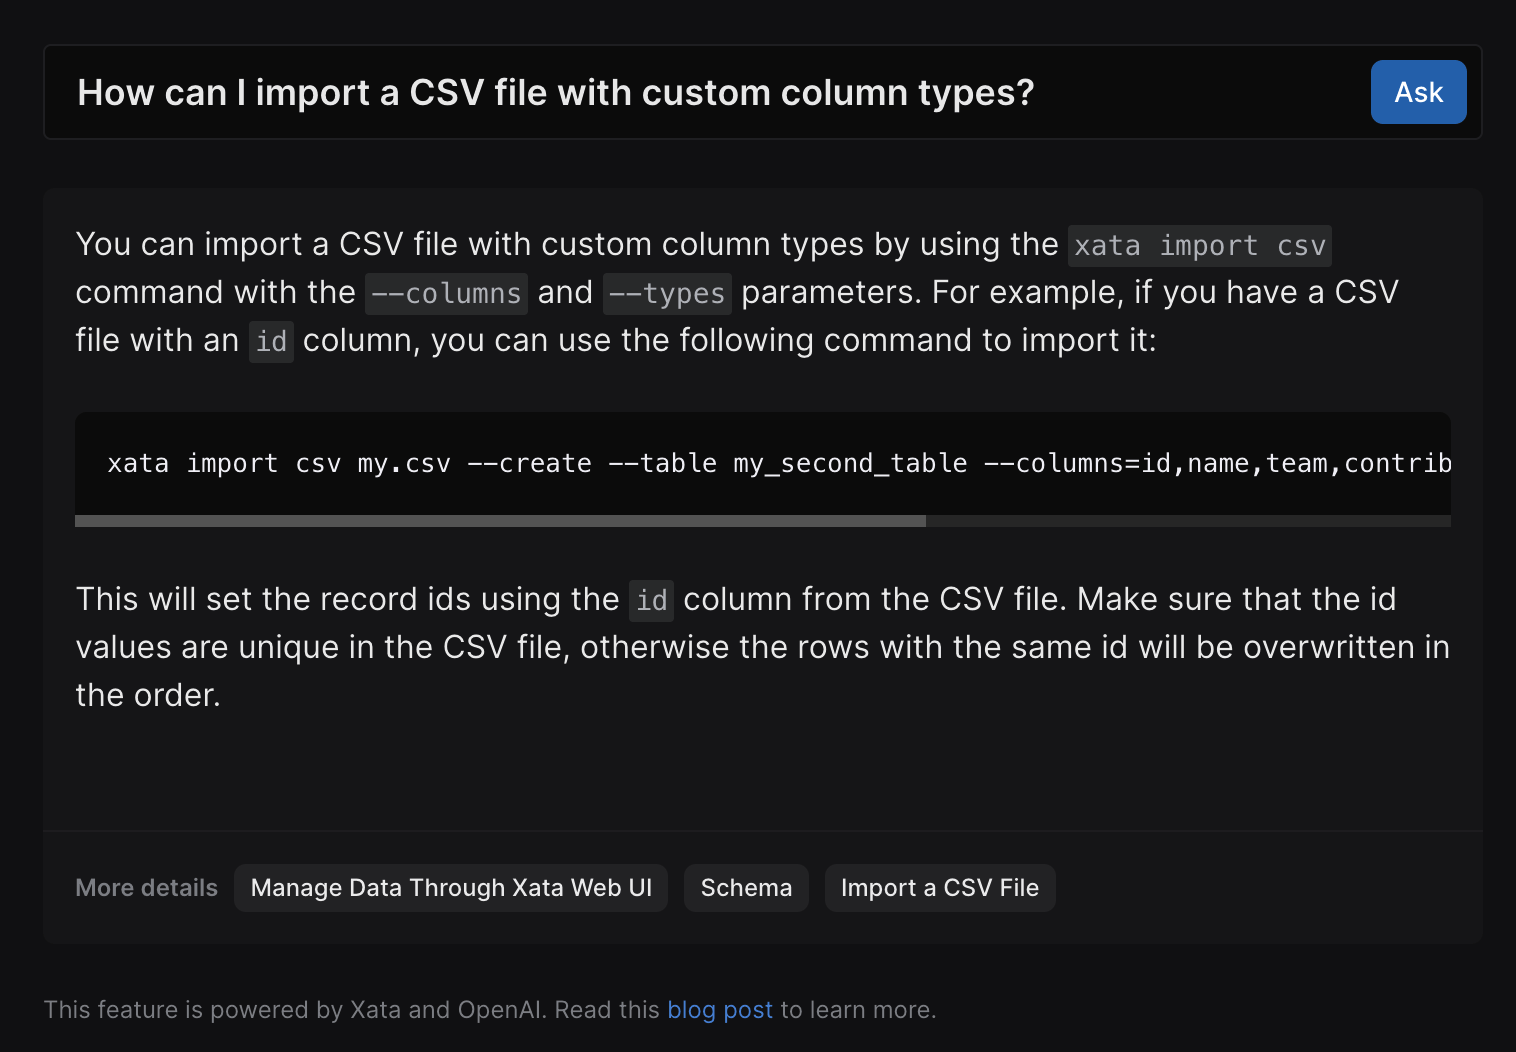 How can I import a CSV file with custom column types?
Ask
You can import a CSV file with custom column types by using the xata import csv
command with the --columns and --types parameters. For example, if you have a CSV
file with an id column, you can use the following command to import it:
xata import csv my.csv --create --table my_second_table --columns=id,name,team,contrib
This will set the record ids using the id column from the CSV file. Make sure that the id
values are unique in the CSV file, otherwise the rows with the same id will be overwritten in
the order.
More details
Manage Data Through Xata Web UI
Schema
Import a CSV File
This feature is powered by Xata and OpenAI. Read this blog post to learn more.